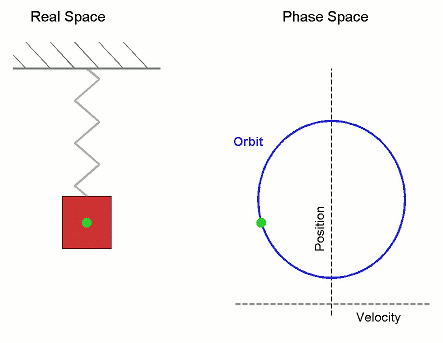 Real Space
Phase Space
Orbit
Position
Velocity